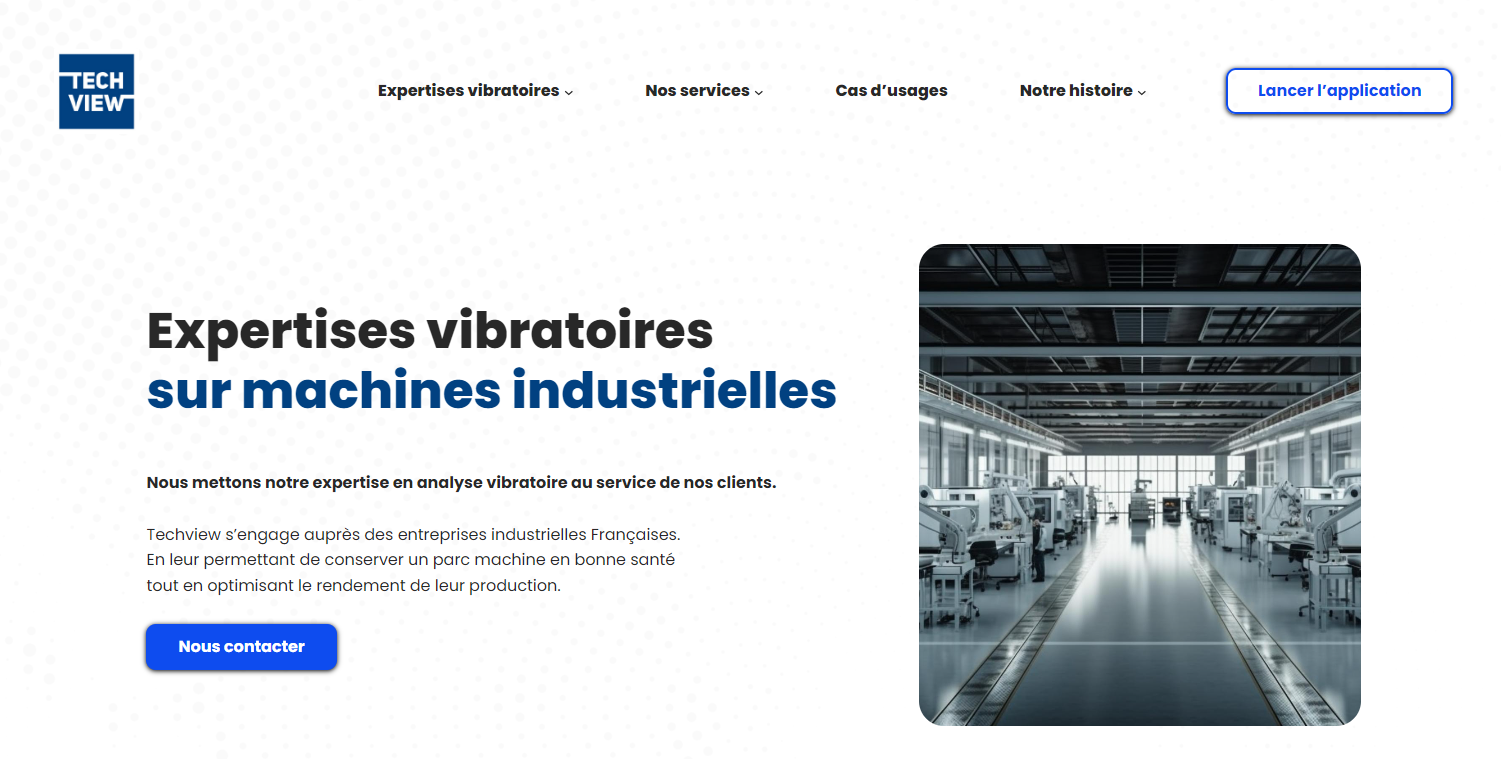 TECH
VIEW
Expertises vibratoires
Nos services
Cas d’usages
Notre histoire
Lancer l’application
Expertises vibratoires
sur machines industrielles
Nous mettons notre expertise en analyse vibratoire au service de nos clients.
Techview s’engage auprès des entreprises industrielles Françaises.
En leur permettant de conserver un parc machine en bonne santé
tout en optimisant le rendement de leur production.
Nous contacter